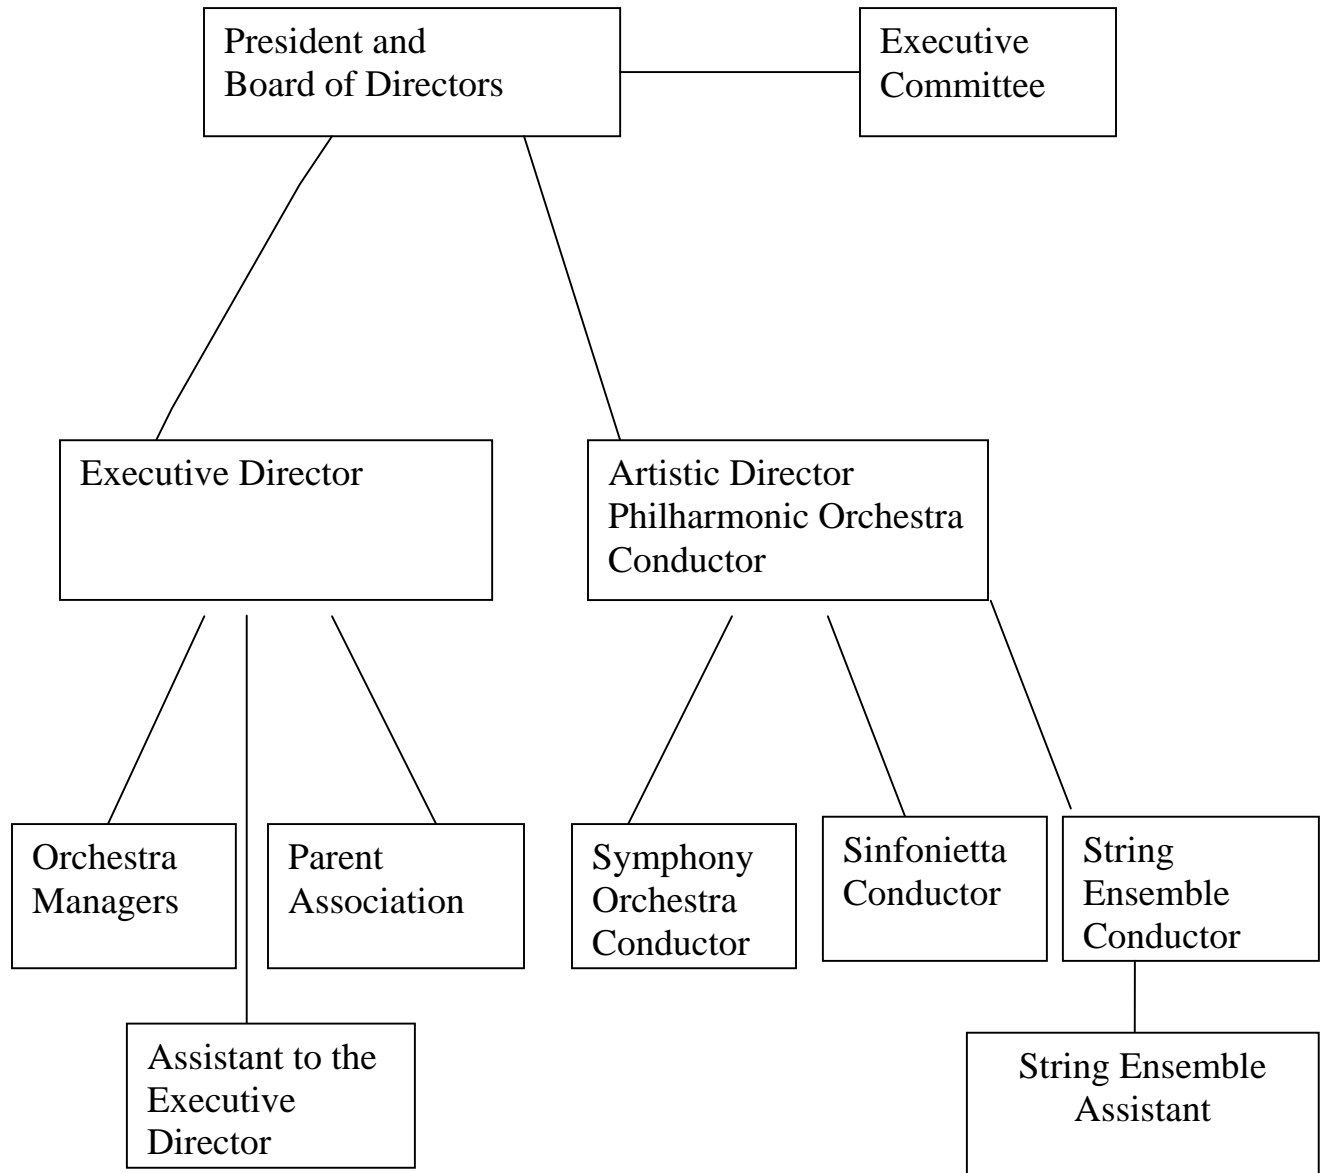 President and
Board of Directors
Executive
Committee
Executive Director
Artistic Director
Philharmonic Orchestra
Conductor
Orchestra
Managers
Parent
Association
Symphony
Orchestra
Conductor
Sinfonietta
Conductor
String
Ensemble
Conductor
Assistant to the
Executive
Director
String Ensemble
Assistant